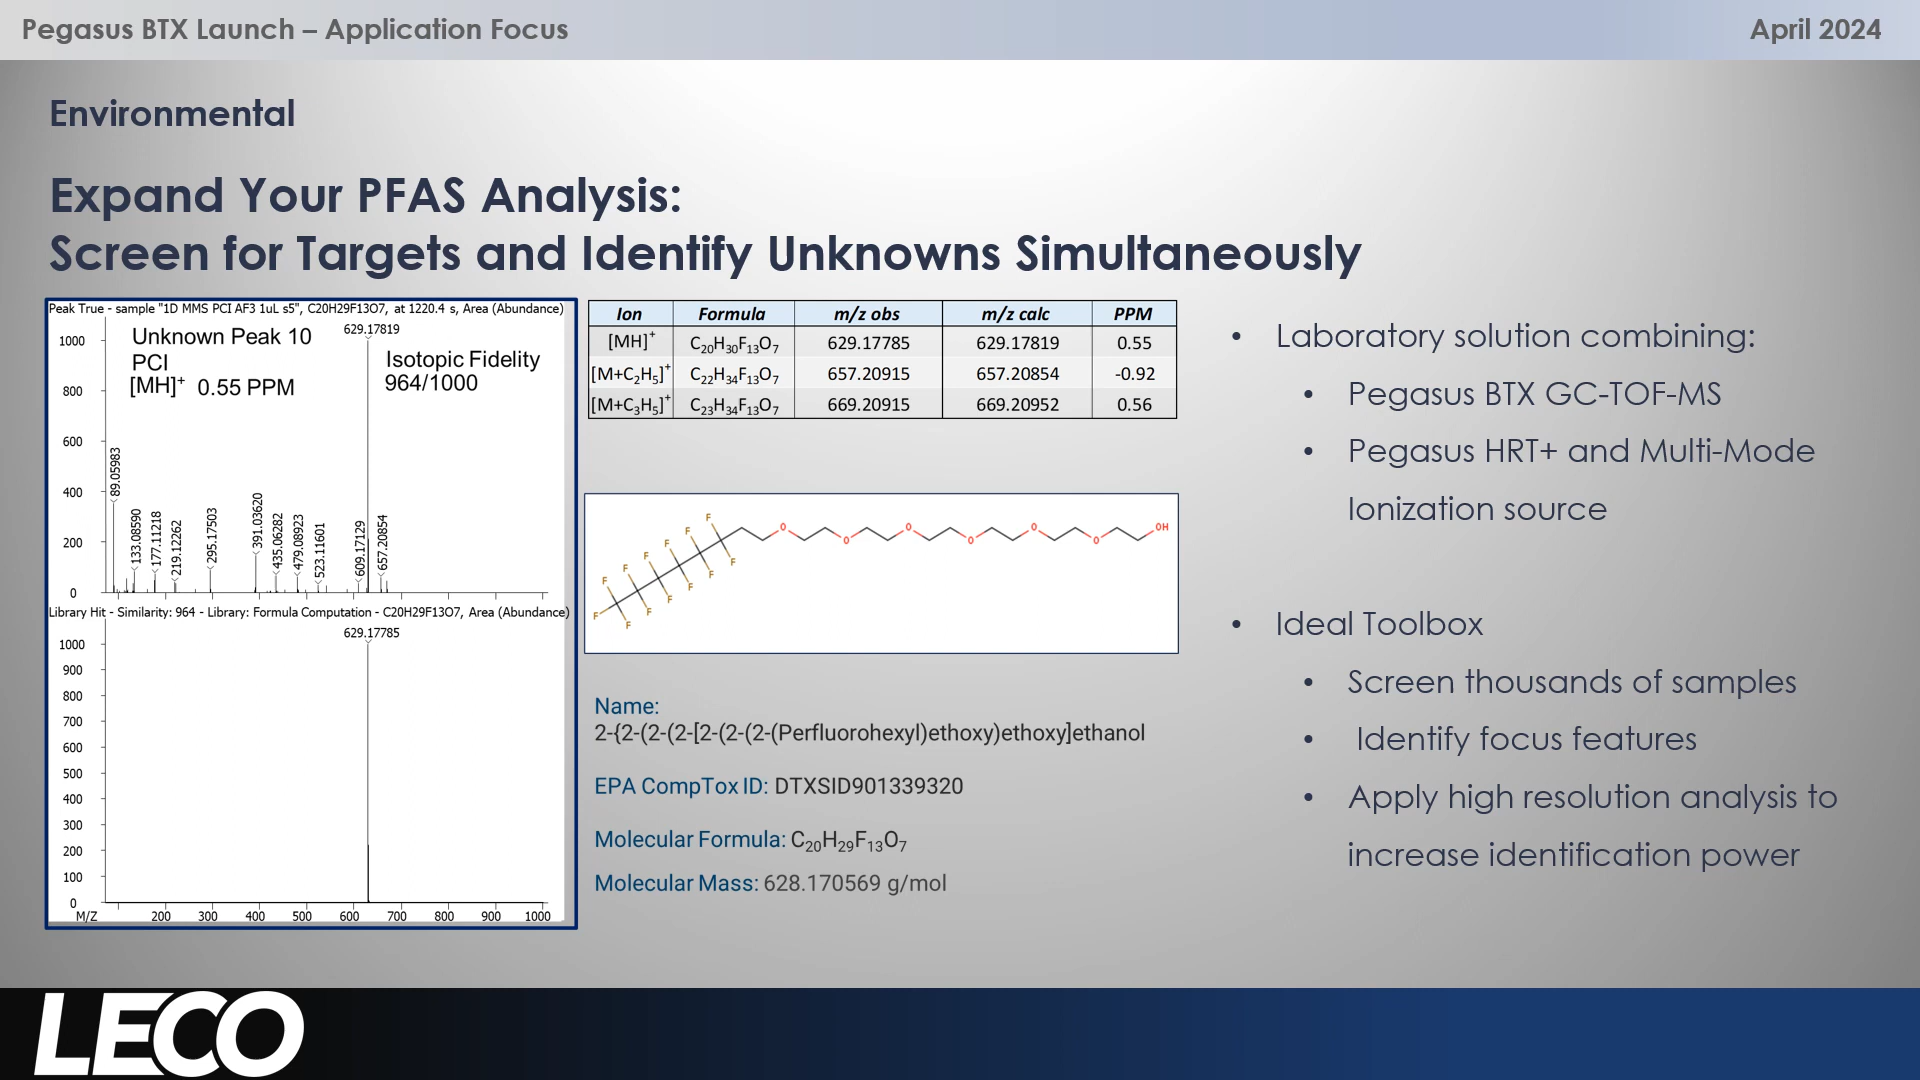 Pegasus BTX Launch – Application Focus
April 2024
Environmental
Expand Your PFAS Analysis:
Screen for Targets and Identify Unknowns Simultaneously
Peak True - sample "1D MMS PCI AF3 1uL s5", C20H29F13O7, at 1220.4 s, Area (Abundance)
Unknown Peak 10
PCI
[MH]⁺ 0.55 PPM
629.17819
Isotopic Fidelity
964/1000
1000
800
600
400
200
0
89.05983
133.08590
177.11218
219.12262
295.17503
391.03620
435.06282
479.08923
523.11601
609.17129
657.20854
Library Hit - Similarity: 964 - Library: Formula Computation - C20H29F13O7, Area (Abundance)
629.17785
1000
900
800
700
600
500
400
300
200
100
0
M/Z 200 300 400 500 600 700 800 900 1000
Ion Formula m/z obs m/z calc PPM
[MH]⁺ C₂₀H₃₀F₁₃O₇ 629.17785 629.17819 0.55
[M+C₂H₅]⁺ C₂₂H₃₄F₁₃O₇ 657.20915 657.20854 -0.92
[M+C₃H₅]⁺ C₂₃H₃₄F₁₃O₇ 669.20915 669.20952 0.56
F F F F F F F F F F F F F
O O O O O O OH
Name:
2-{2-(2-(2-[2-(2-(2-(Perfluorohexyl)ethoxy)ethoxy]ethanol
EPA CompTox ID: DTXSID901339320
Molecular Formula: C₂₀H₂₉F₁₃O₇
Molecular Mass: 628.170569 g/mol
• Laboratory solution combining:
• Pegasus BTX GC-TOF-MS
• Pegasus HRT+ and Multi-Mode
Ionization source
• Ideal Toolbox
• Screen thousands of samples
• Identify focus features
• Apply high resolution analysis to
increase identification power
LECO